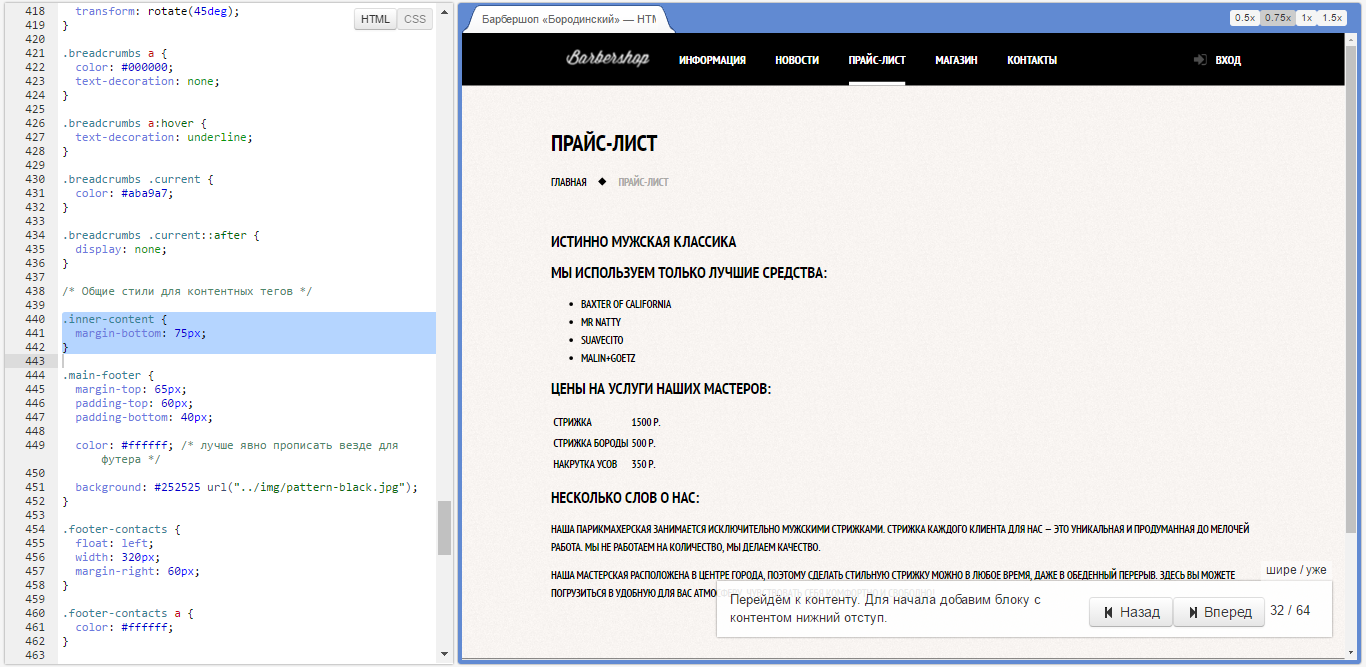 418 transform: rotate(45deg);
419 }
420
421 .breadcrumbs a {
422 color: #000000;
423 text-decoration: none;
424 }
425
426 .breadcrumbs a:hover {
427 text-decoration: underline;
428 }
429
430 .breadcrumbs .current {
431 color: #aba9a7;
432 }
433
434 .breadcrumbs .current::after {
435 display: none;
436 }
437
438 /* Общие стили для контентных тегов */
439
440 .inner-content {
441 margin-bottom: 75px;
442 }
443
444 .main-footer {
445 margin-top: 65px;
446 padding-top: 60px;
447 padding-bottom: 40px;
448
449 color: #ffffff; /* лучше явно прописать везде для
футера */
450
451 background: #252525 url("../img/pattern-black.jpg");
452 }
453
454 .footer-contacts {
455 float: left;
456 width: 320px;
457 margin-right: 60px;
458 }
459
460 .footer-contacts a {
461 color: #ffffff;
462 }
463
HTML CSS
Барбершоп «Бородинский» — HTM
0.5x 0.75x 1x 1.5x
Barbershop ИНФОРМАЦИЯ НОВОСТИ ПРАЙС-ЛИСТ МАГАЗИН КОНТАКТЫ ВХОД
ПРАЙС-ЛИСТ
ГЛАВНАЯ ◆ ПРАЙС-ЛИСТ
ИСТИННО МУЖСКАЯ КЛАССИКА
МЫ ИСПОЛЬЗУЕМ ТОЛЬКО ЛУЧШИЕ СРЕДСТВА:
• BAXTER OF CALIFORNIA
• MR NATTY
• SUAVECITO
• MALIN+GOETZ
ЦЕНЫ НА УСЛУГИ НАШИХ МАСТЕРОВ:
СТРИЖКА 1500 Р.
СТРИЖКА БОРОДЫ 500 Р.
НАКРУТКА УСОВ 350 Р.
НЕСКОЛЬКО СЛОВ О НАС:
НАША ПАРИКМАХЕРСКАЯ ЗАНИМАЕТСЯ ИСКЛЮЧИТЕЛЬНО МУЖСКИМИ СТРИЖКАМИ. СТРИЖКА КАЖДОГО КЛИЕНТА ДЛЯ НАС — ЭТО УНИКАЛЬНАЯ И ПРОДУМАННАЯ ДО МЕЛОЧЕЙ
РАБОТА. МЫ НЕ РАБОТАЕМ НА КОЛИЧЕСТВО, МЫ ДЕЛАЕМ КАЧЕСТВО.
НАША МАСТЕРСКАЯ РАСПОЛОЖЕНА В ЦЕНТРЕ ГОРОДА, ПОЭТОМУ СДЕЛАТЬ СТИЛЬНУЮ СТРИЖКУ МОЖНО В ЛЮБОЕ ВРЕМЯ, ДАЖЕ В ОБЕДЕННЫЙ ПЕРЕРЫВ. ЗДЕСЬ ВЫ МОЖЕТЕ
ПОГРУЗИТЬСЯ В УДОБНУЮ ДЛЯ ВАС
шире / уже
Перейдём к контенту. Для начала добавим блоку с
контентом нижний отступ.
Назад Вперед 32 / 64